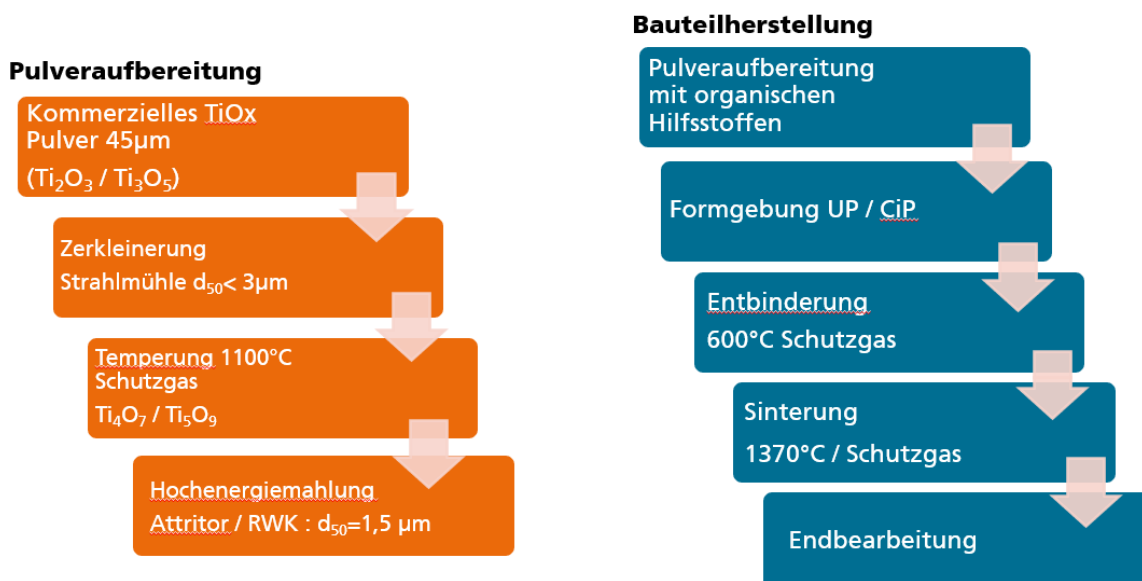 Pulveraufbereitung
Kommerzielles TiOx
Pulver 45µm
(Ti₂O₃ / Ti₃O₅)
Zerkleinerung
Strahlmühle d₅₀< 3µm
Temperung 1100°C
Schutzgas
Ti₄O₇ / Ti₅O₉
Hochenergiemahlung
Attritor / RWK : d₅₀=1,5 µm
Bauteilherstellung
Pulveraufbereitung
mit organischen
Hilfsstoffen
Formgebung UP / CiP
Entbinderung
600°C Schutzgas
Sinterung
1370°C / Schutzgas
Endbearbeitung